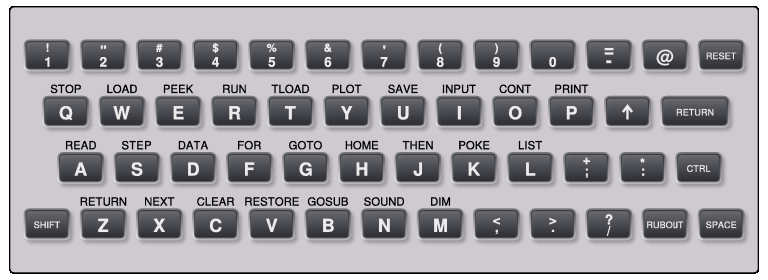 ! " # $ % & ' ( ) =
1 2 3 4 5 6 7 8 9 0 - @ RESET
STOP LOAD PEEK RUN TLOAD PLOT SAVE INPUT CONT PRINT
Q W E R T Y U I O P ↑ RETURN
READ STEP DATA FOR GOTO HOME THEN POKE LIST + *
A S D F G H J K L ; : CTRL
RETURN NEXT CLEAR RESTORE GOSUB SOUND DIM < > ?
SHIFT Z X C V B N M , . / RUBOUT SPACE